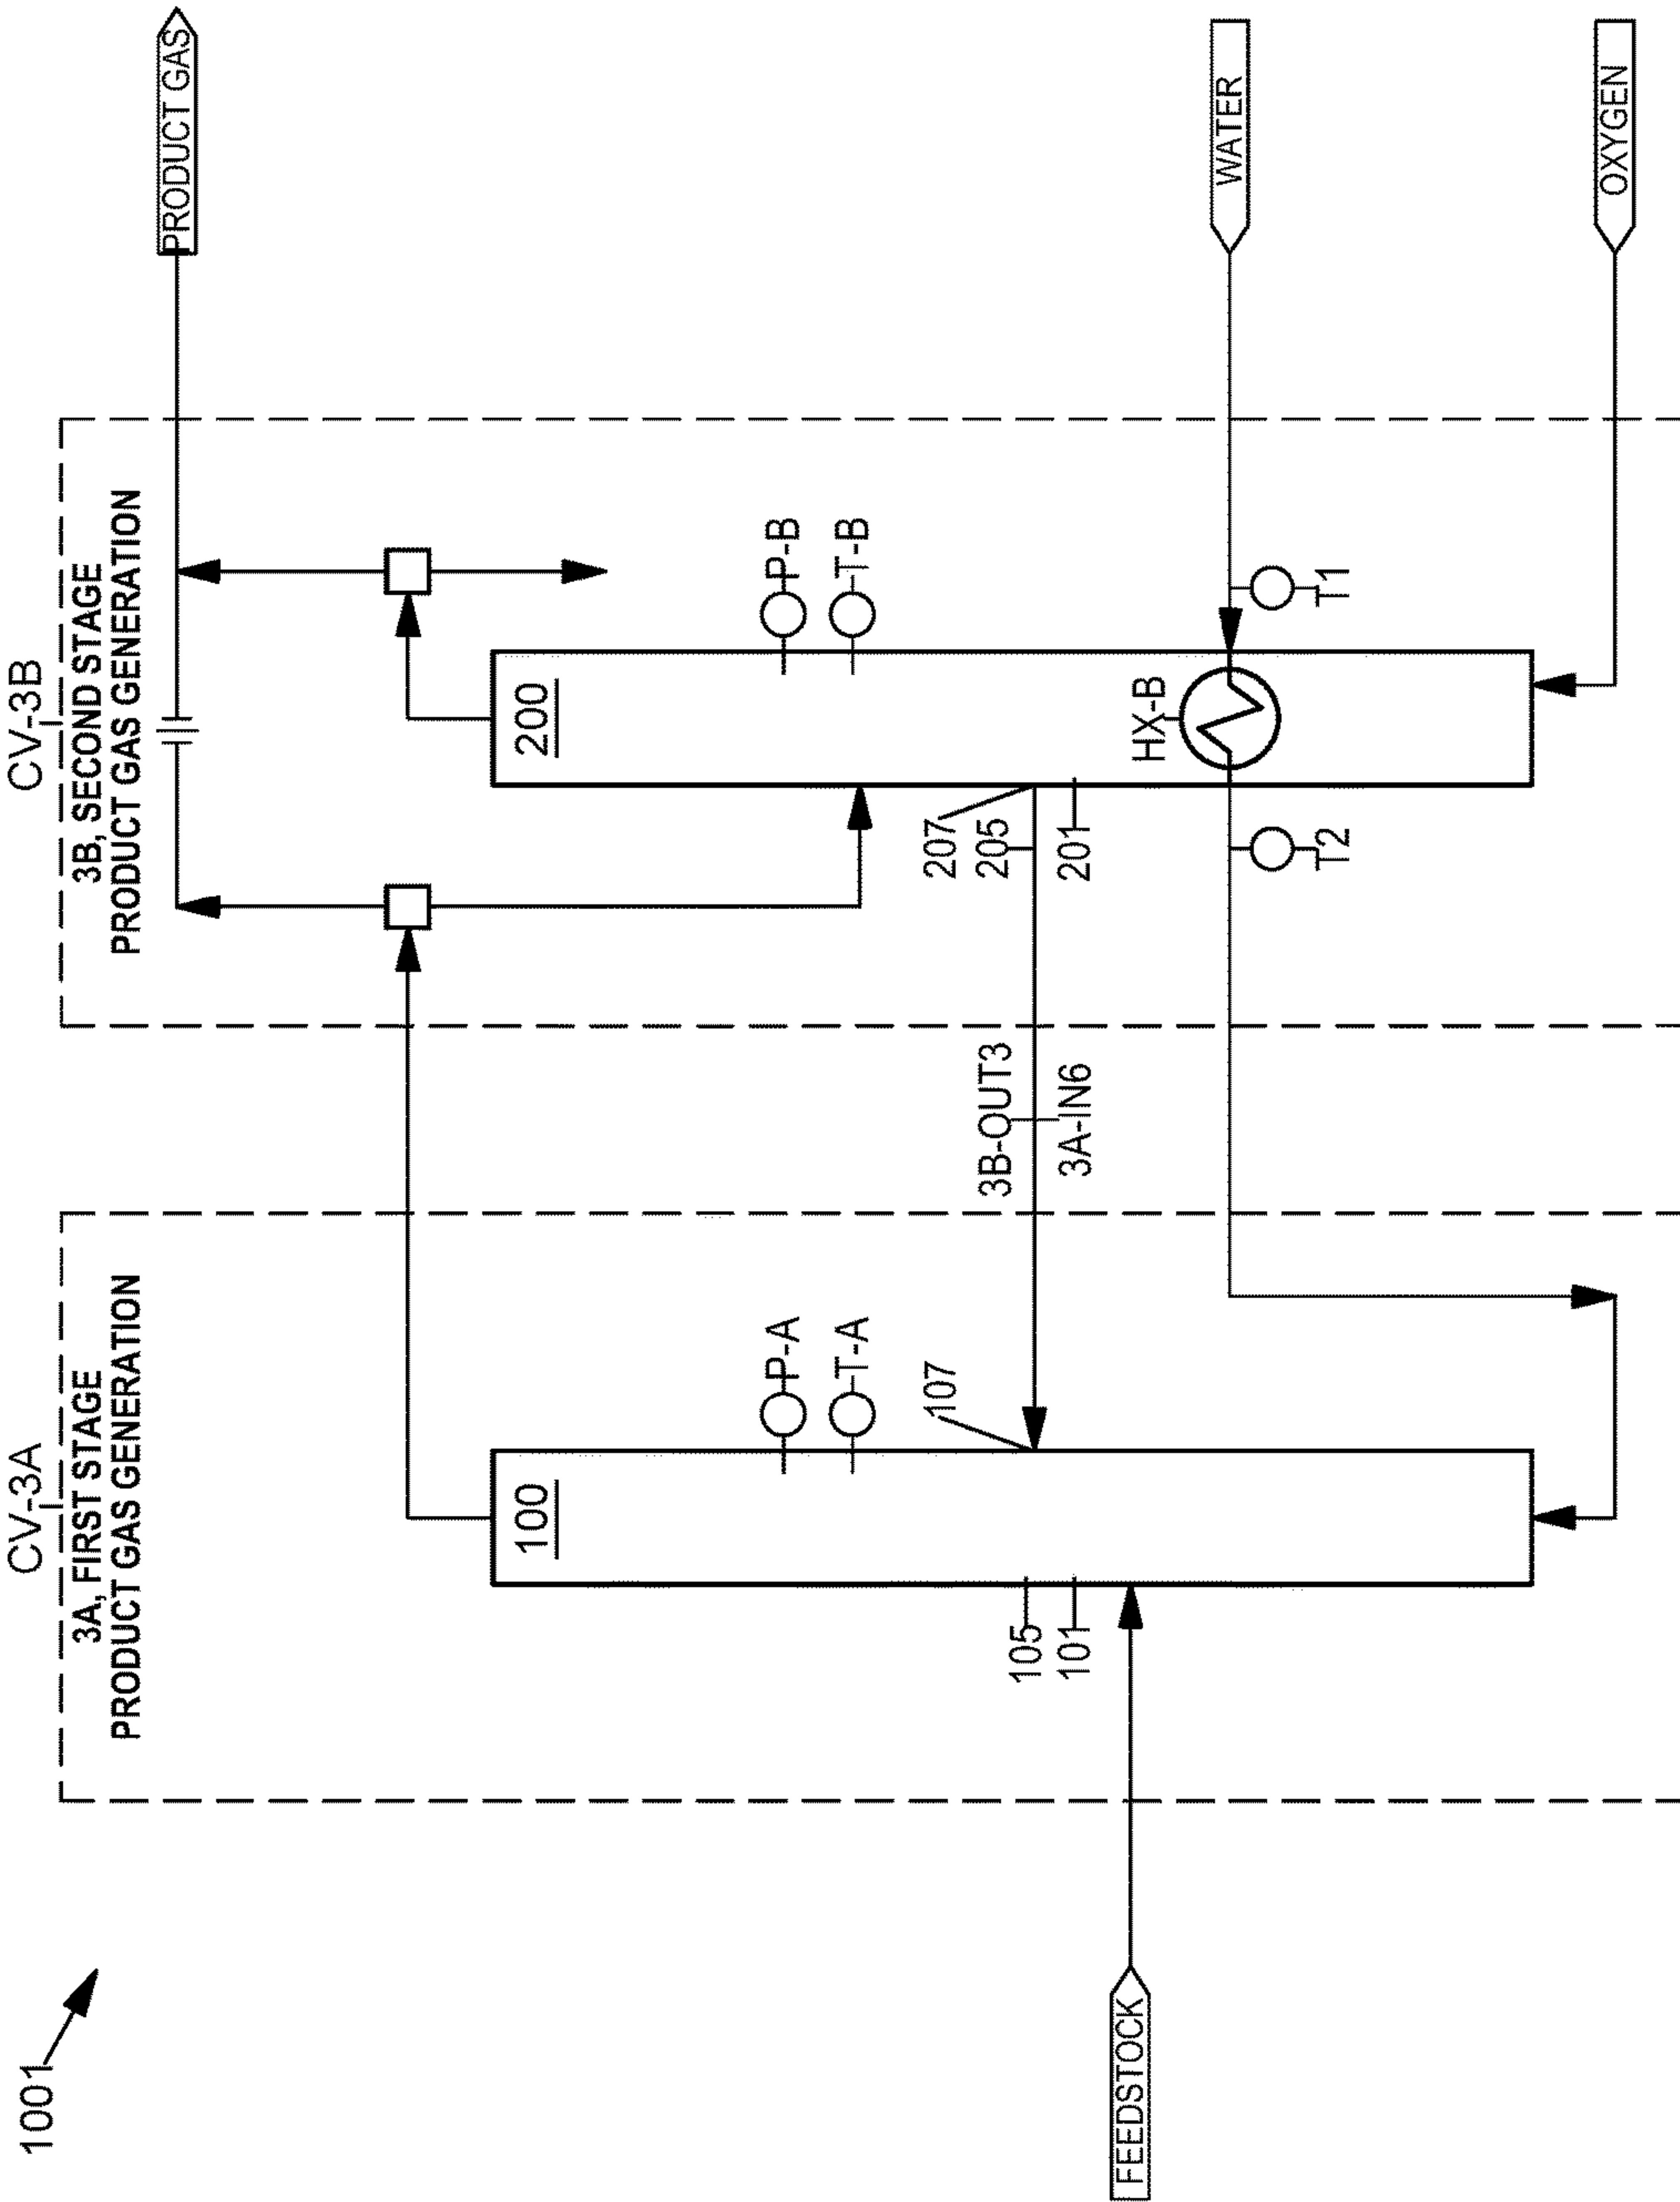 1001
CV-3A
3A, FIRST STAGE
PRODUCT GAS GENERATION
CV-3B
3B, SECOND STAGE
PRODUCT GAS GENERATION
PRODUCT GAS
100
200
P-A
T-A
P-B
T-B
107
105
101
3B-OUT3
3A-IN6
207
205
201
FEEDSTOCK
HX-B
WATER
T2
T1
OXYGEN